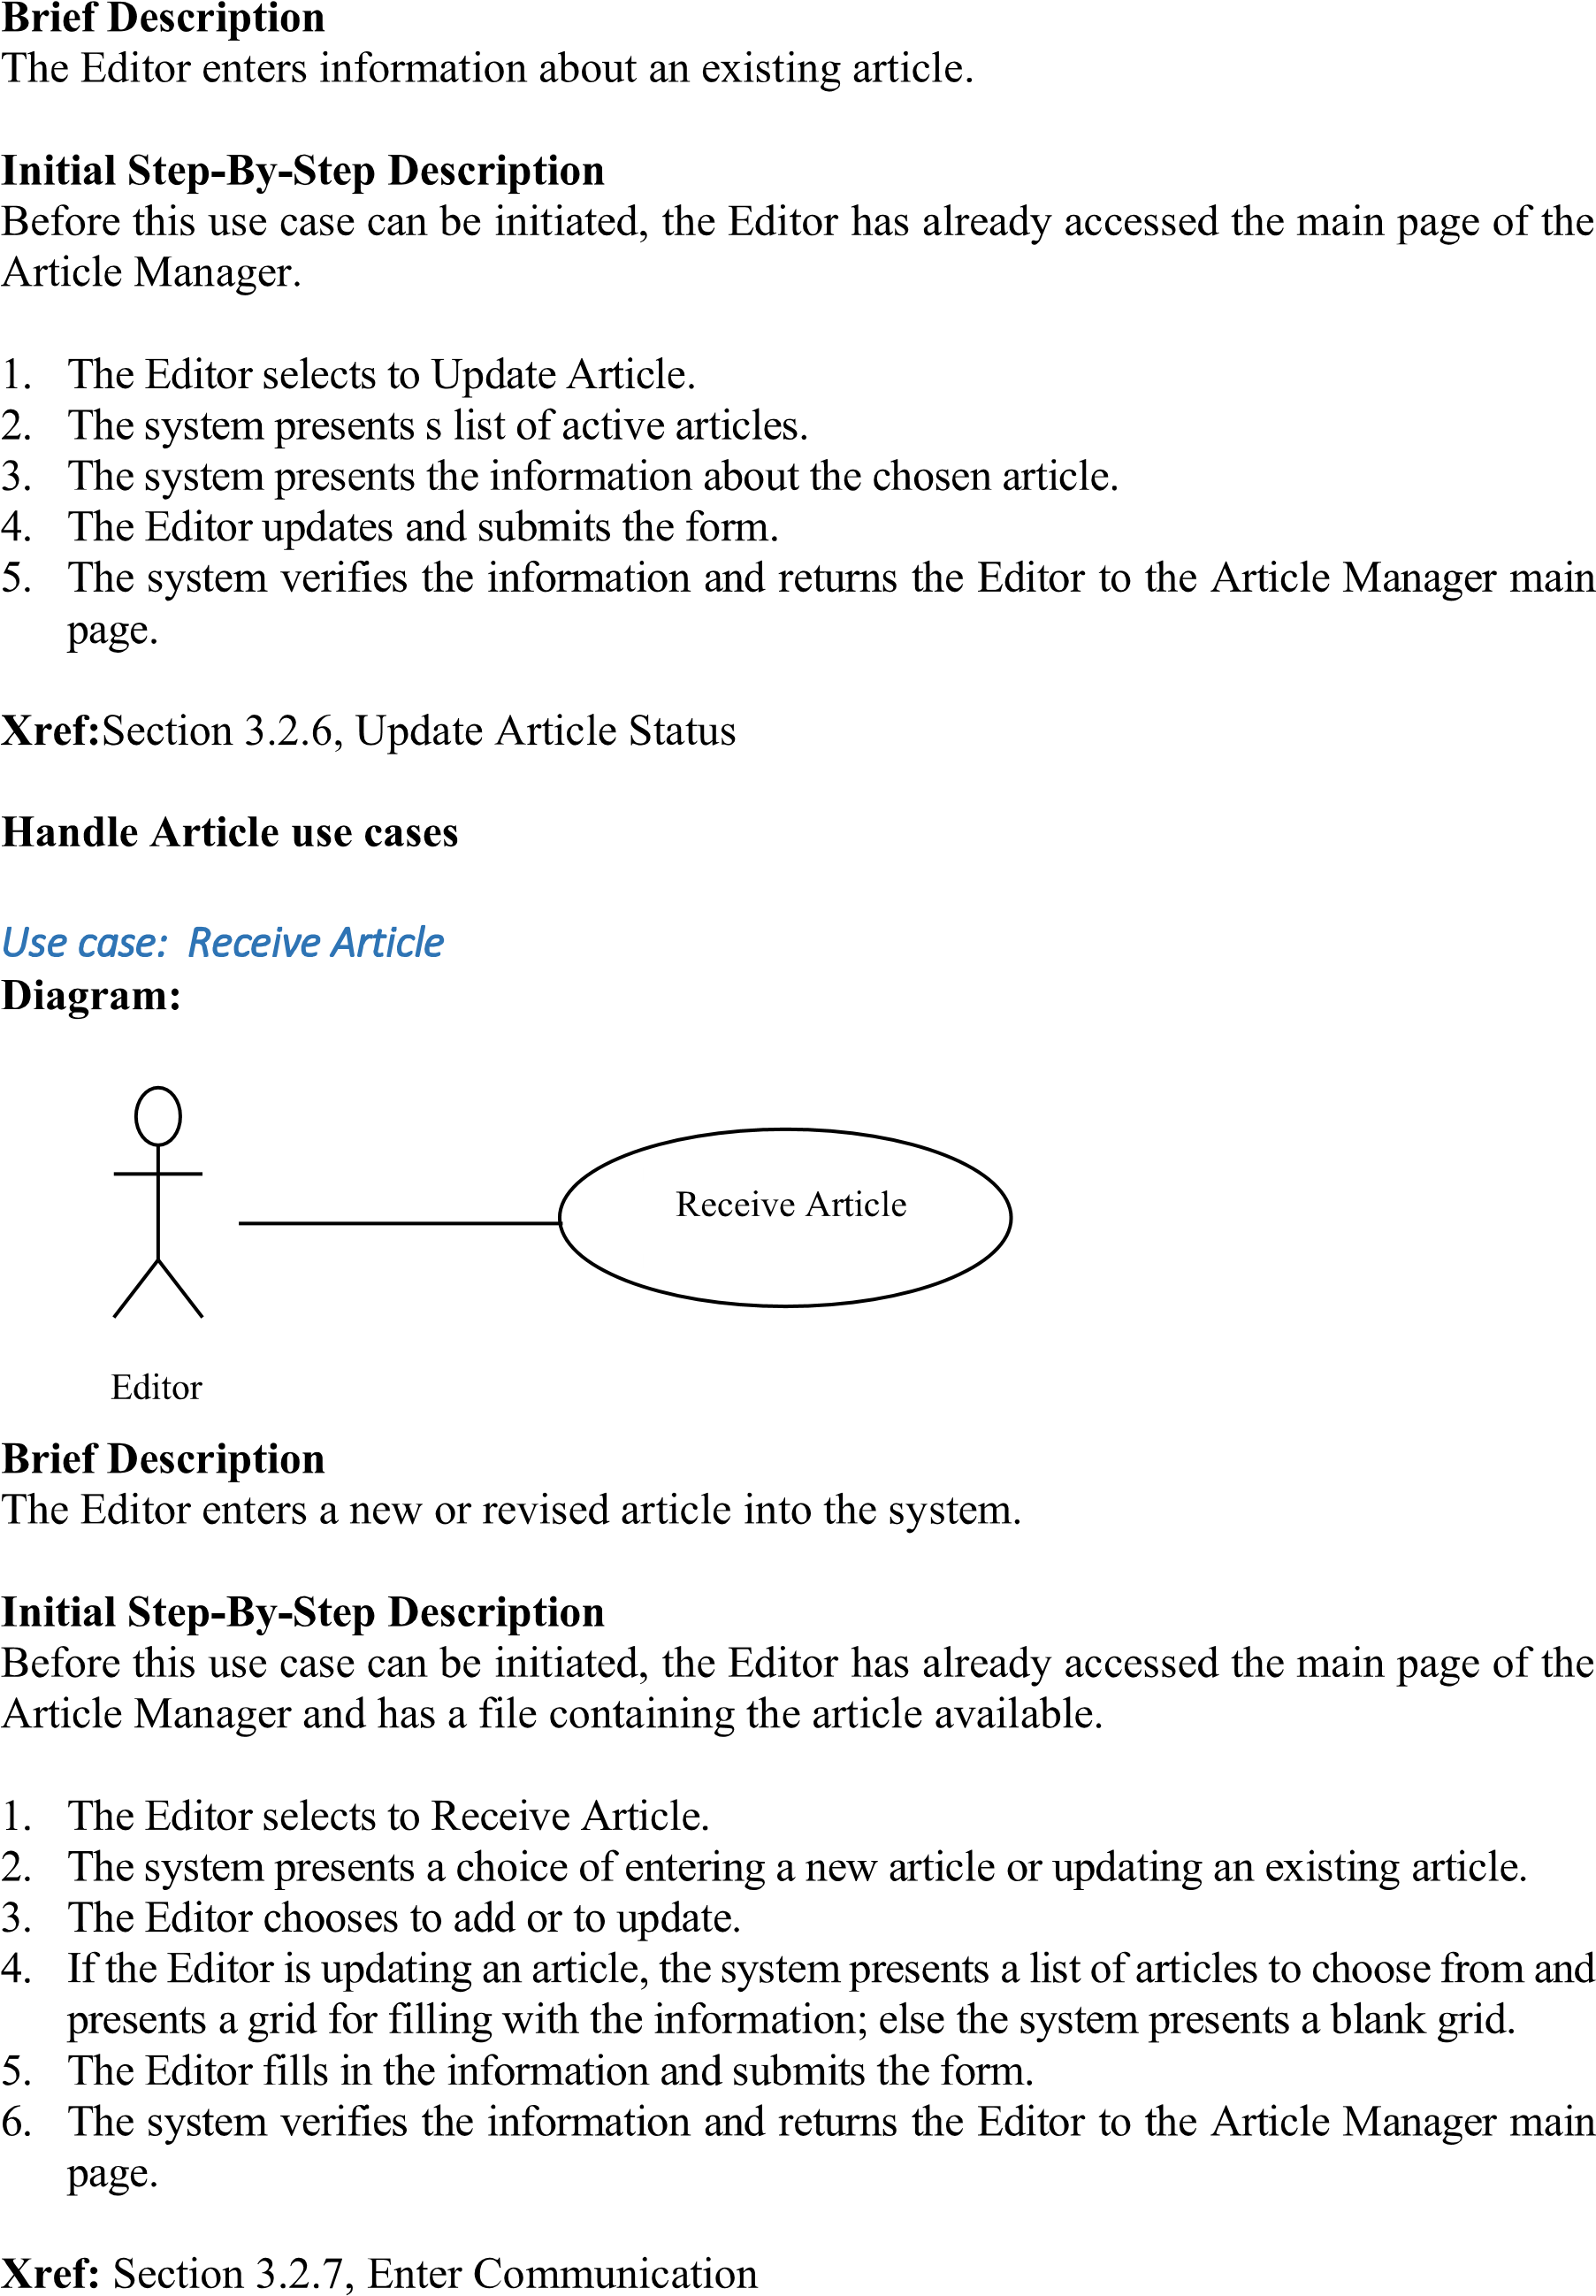 Brief Description
The Editor enters information about an existing article.
Initial Step-By-Step Description
Before this use case can be initiated, the Editor has already accessed the main page of the
Article Manager.
1. The Editor selects to Update Article.
2. The system presents s list of active articles.
3. The system presents the information about the chosen article.
4. The Editor updates and submits the form.
5. The system verifies the information and returns the Editor to the Article Manager main
page.
Xref:Section 3.2.6, Update Article Status
Handle Article use cases
Use case:  Receive Article
Diagram:
Receive Article
Editor
Brief Description
The Editor enters a new or revised article into the system.
Initial Step-By-Step Description
Before this use case can be initiated, the Editor has already accessed the main page of the
Article Manager and has a file containing the article available.
1. The Editor selects to Receive Article.
2. The system presents a choice of entering a new article or updating an existing article.
3. The Editor chooses to add or to update.
4. If the Editor is updating an article, the system presents a list of articles to choose from and
presents a grid for filling with the information; else the system presents a blank grid.
5. The Editor fills in the information and submits the form.
6. The system verifies the information and returns the Editor to the Article Manager main
page.
Xref: Section 3.2.7, Enter Communication